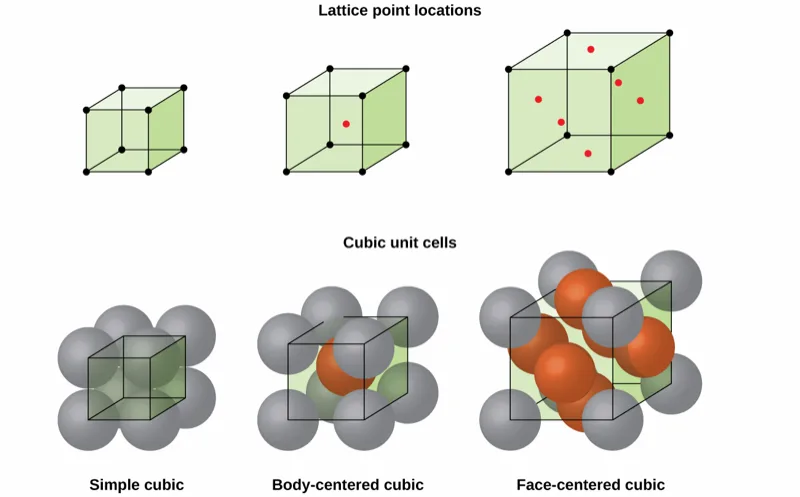 Lattice point locations
Cubic unit cells
Simple cubic
Body-centered cubic
Face-centered cubic